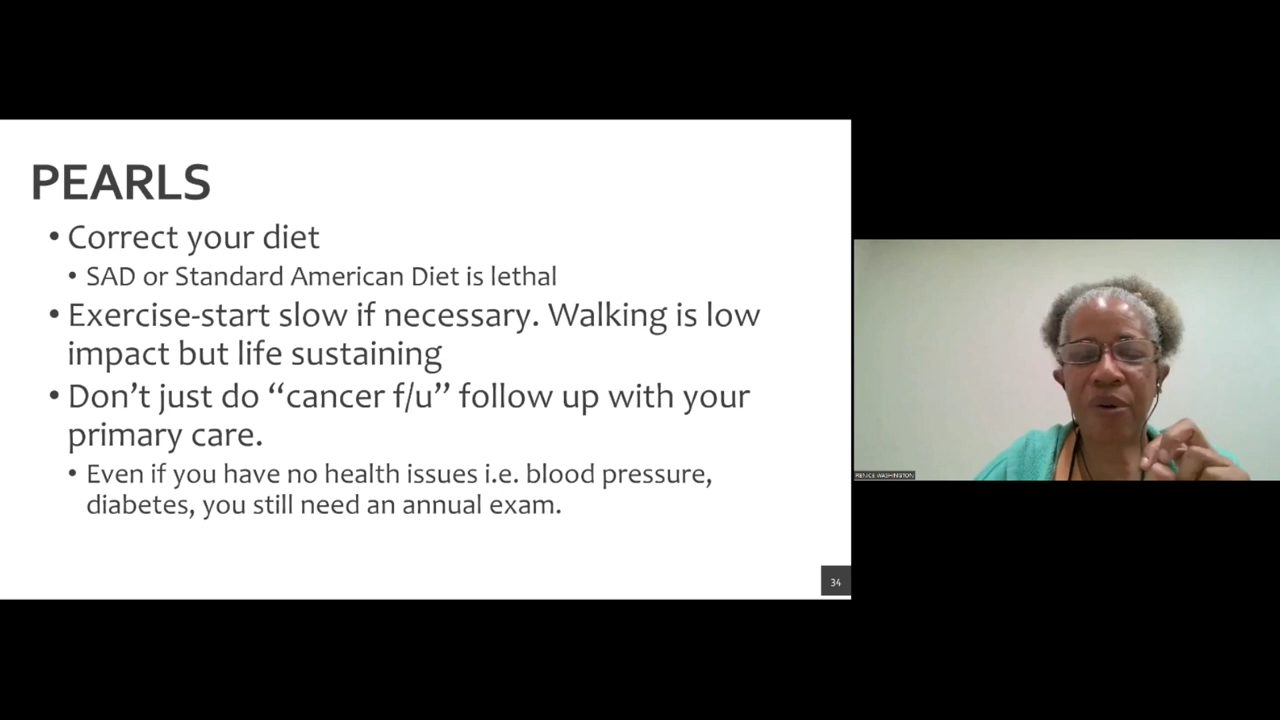 PEARLS
• Correct your diet
• SAD or Standard American Diet is lethal
• Exercise-start slow if necessary. Walking is low
impact but life sustaining
• Don’t just do “cancer f/u” follow up with your
primary care.
• Even if you have no health issues i.e. blood pressure,
diabetes, you still need an annual exam.
34
RENICE WASHINGTON